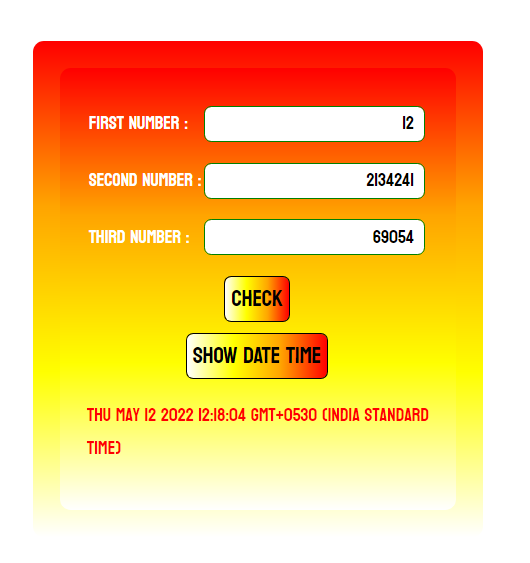 FIRST NUMBER : 12
SECOND NUMBER : 2134241
THIRD NUMBER : 69054
CHECK
SHOW DATE TIME
THU MAY 12 2022 12:18:04 GMT+0530 (INDIA STANDARD
TIME)